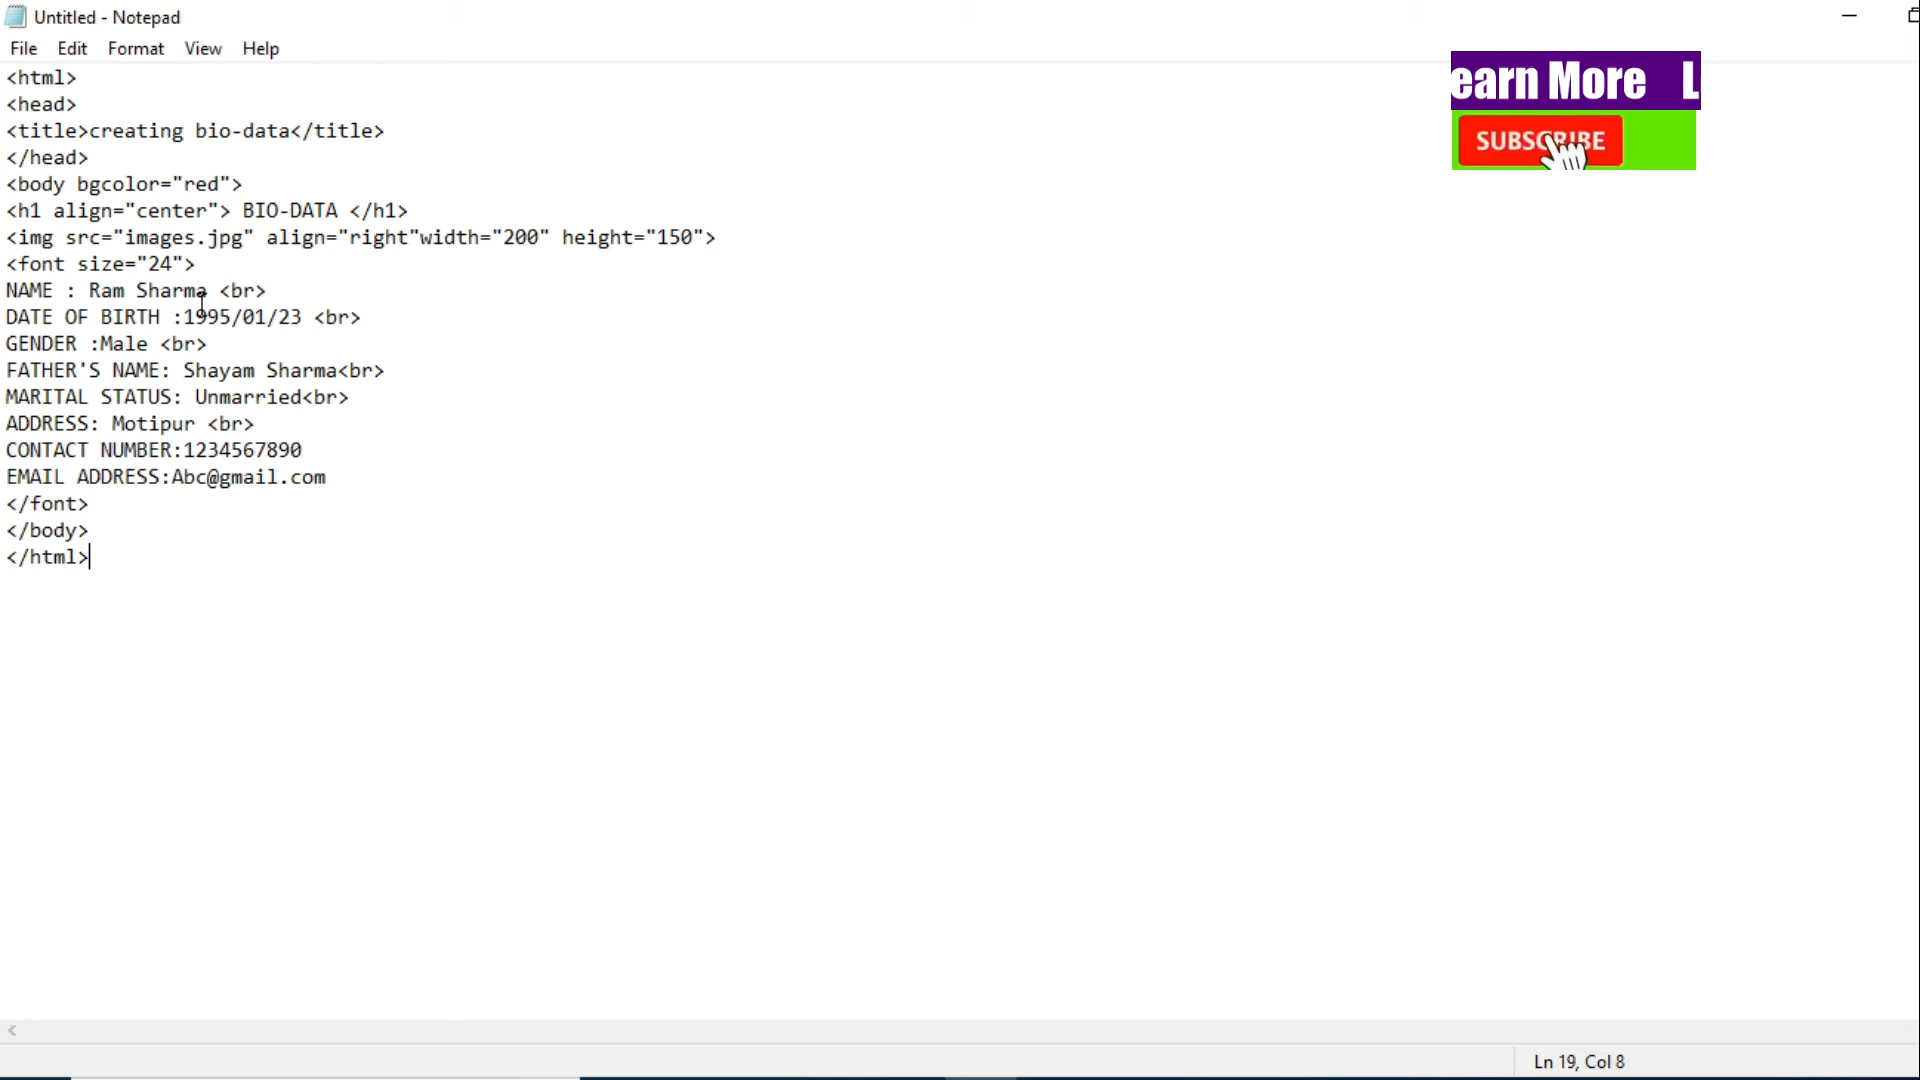 Untitled - Notepad
File Edit Format View Help
<html>
<head>
<title>creating bio-data</title>
</head>
<body bgcolor="red">
<h1 align="center"> BIO-DATA </h1>
<img src="images.jpg" align="right"width="200" height="150">
<font size="24">
NAME : Ram Sharma <br>
DATE OF BIRTH :1995/01/23 <br>
GENDER :Male <br>
FATHER'S NAME: Shayam Sharma<br>
MARITAL STATUS: Unmarried<br>
ADDRESS: Motipur <br>
CONTACT NUMBER:1234567890
EMAIL ADDRESS:Abc@gmail.com
</font>
</body>
</html>
earn More L
SUBSCRIBE
Ln 19, Col 8